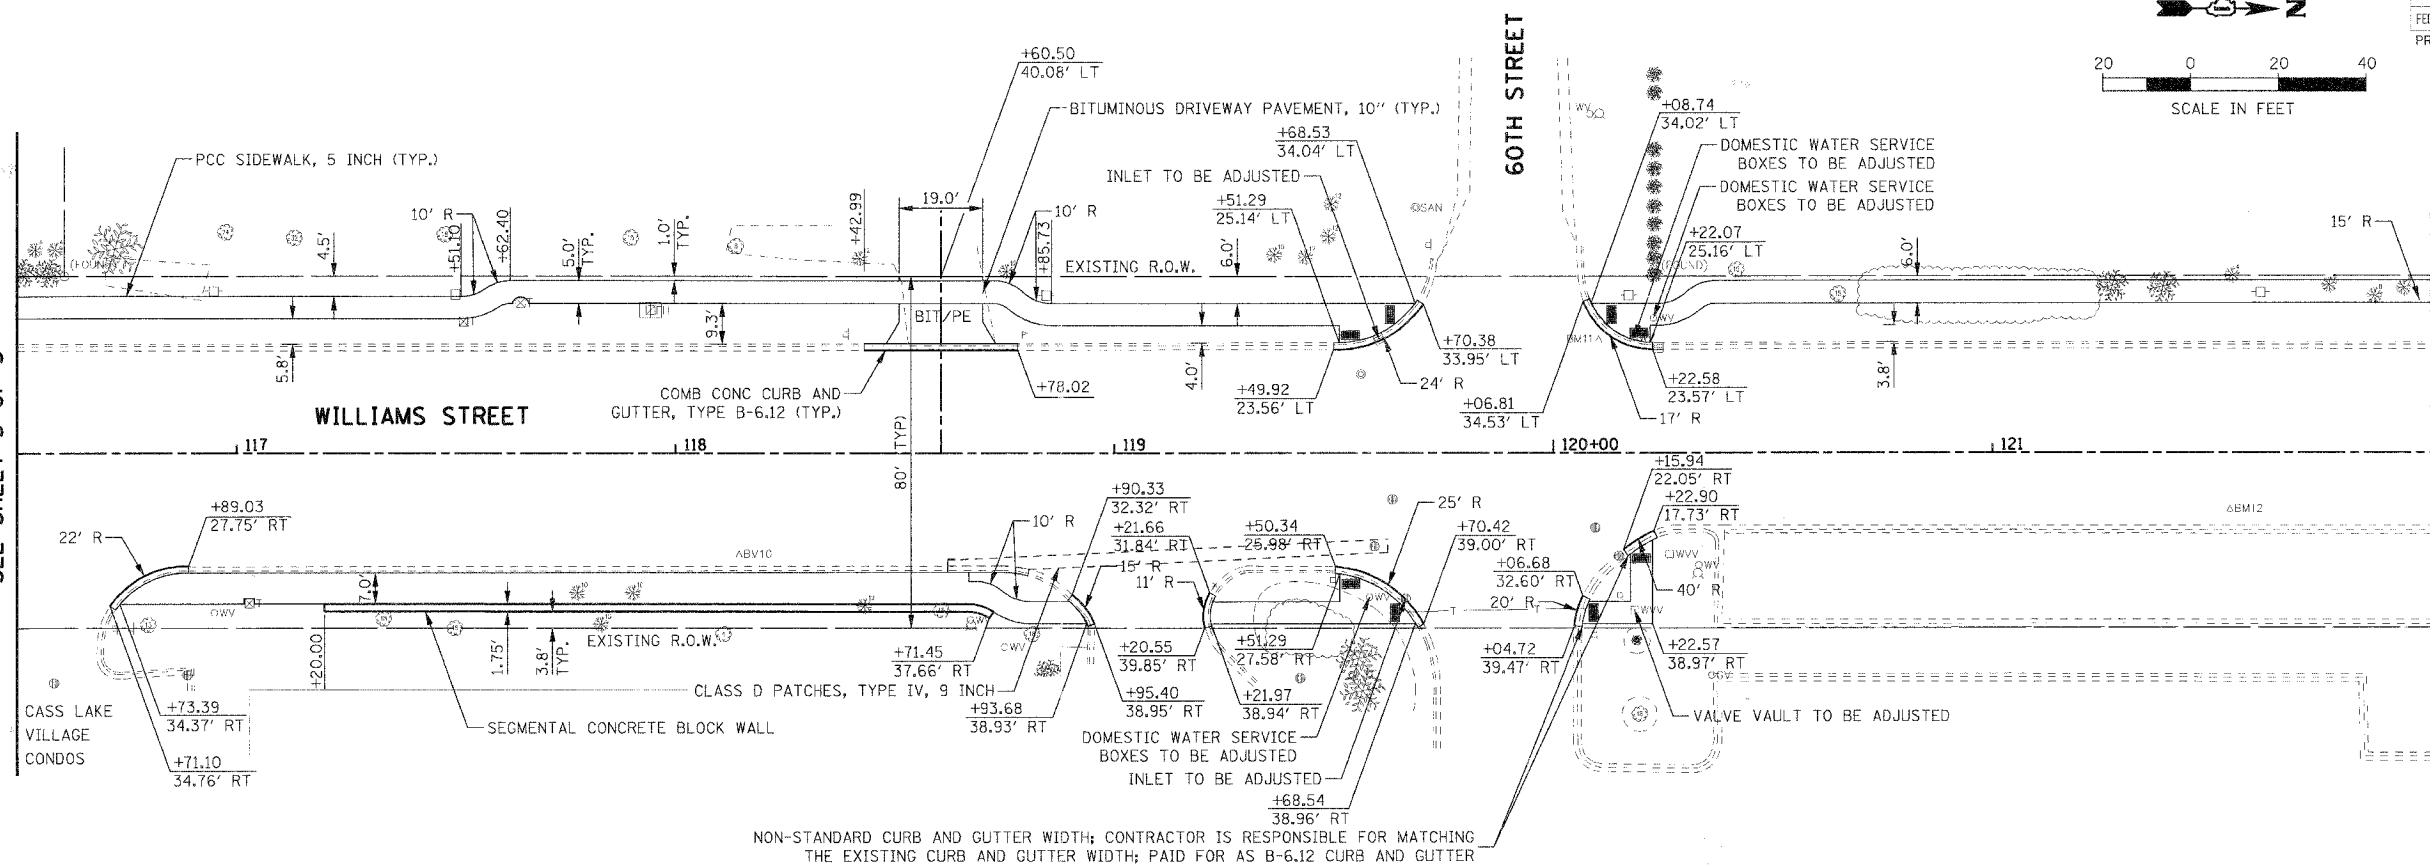 +60.50
40.08' LT
BITUMINOUS DRIVEWAY PAVEMENT, 10" (TYP.)
+68.53
34.04' LT
60TH STREET
N
20 0 20 40
SCALE IN FEET
PR
+08.74
34.02' LT
DOMESTIC WATER SERVICE
BOXES TO BE ADJUSTED
DOMESTIC WATER SERVICE
BOXES TO BE ADJUSTED
PCC SIDEWALK, 5 INCH (TYP.)
INLET TO BE ADJUSTED
10' R
+51.10
+62.40
4.5'
5.0'
TYP.
1.0'
TYP.
+42.99
19.0'
10' R
+85.73
+51.29
25.14' LT
SAN
WV
6.0'
+22.07
25.16' LT
(FOUND)
6.0'
15' R
EXISTING R.O.W.
BIT/PE
9.3'
5.8'
4.0'
+70.38
33.95' LT
BM11
WV
3.8'
COMB CONC CURB AND
GUTTER, TYPE B-6.12 (TYP.)
+78.02
+49.92
23.56' LT
24' R
+06.81
34.53' LT
17' R
+22.58
23.57' LT
WILLIAMS STREET
80' (TYP)
117
118
119
120+00
121
+89.03
27.75' RT
22' R
7.0'
10' R
+90.33
32.32' RT
+21.66
31.84' RT
15' R
11' R
+50.34
25.98' RT
25' R
+70.42
39.00' RT
+15.94
22.05' RT
+22.90
17.73' RT
BM12
+06.68
32.60' RT
20' R
40' R
WVV
WV
WVV
WV
T
EXISTING R.O.W.
+20.00
1.75'
3.8'
TYP.
+71.45
37.66' RT
WV
+20.55
39.85' RT
+51.29
27.58' RT
+04.72
39.47' RT
+22.57
38.97' RT
CLASS D PATCHES, TYPE IV, 9 INCH
+95.40
38.95' RT
+21.97
38.94' RT
+93.68
38.93' RT
SEGMENTAL CONCRETE BLOCK WALL
VALVE VAULT TO BE ADJUSTED
CASS LAKE
VILLAGE
CONDOS
+73.39
34.37' RT
+71.10
34.76' RT
DOMESTIC WATER SERVICE
BOXES TO BE ADJUSTED
INLET TO BE ADJUSTED
+68.54
38.96' RT
NON-STANDARD CURB AND GUTTER WIDTH; CONTRACTOR IS RESPONSIBLE FOR MATCHING
THE EXISTING CURB AND GUTTER WIDTH; PAID FOR AS B-6.12 CURB AND GUTTER